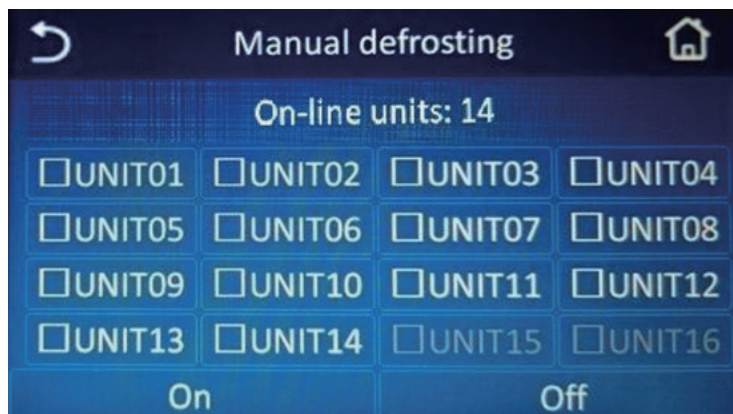 Manual defrosting
On-line units: 14
UNIT01 UNIT02 UNIT03 UNIT04
UNIT05 UNIT06 UNIT07 UNIT08
UNIT09 UNIT10 UNIT11 UNIT12
UNIT13 UNIT14 UNIT15 UNIT16
On Off